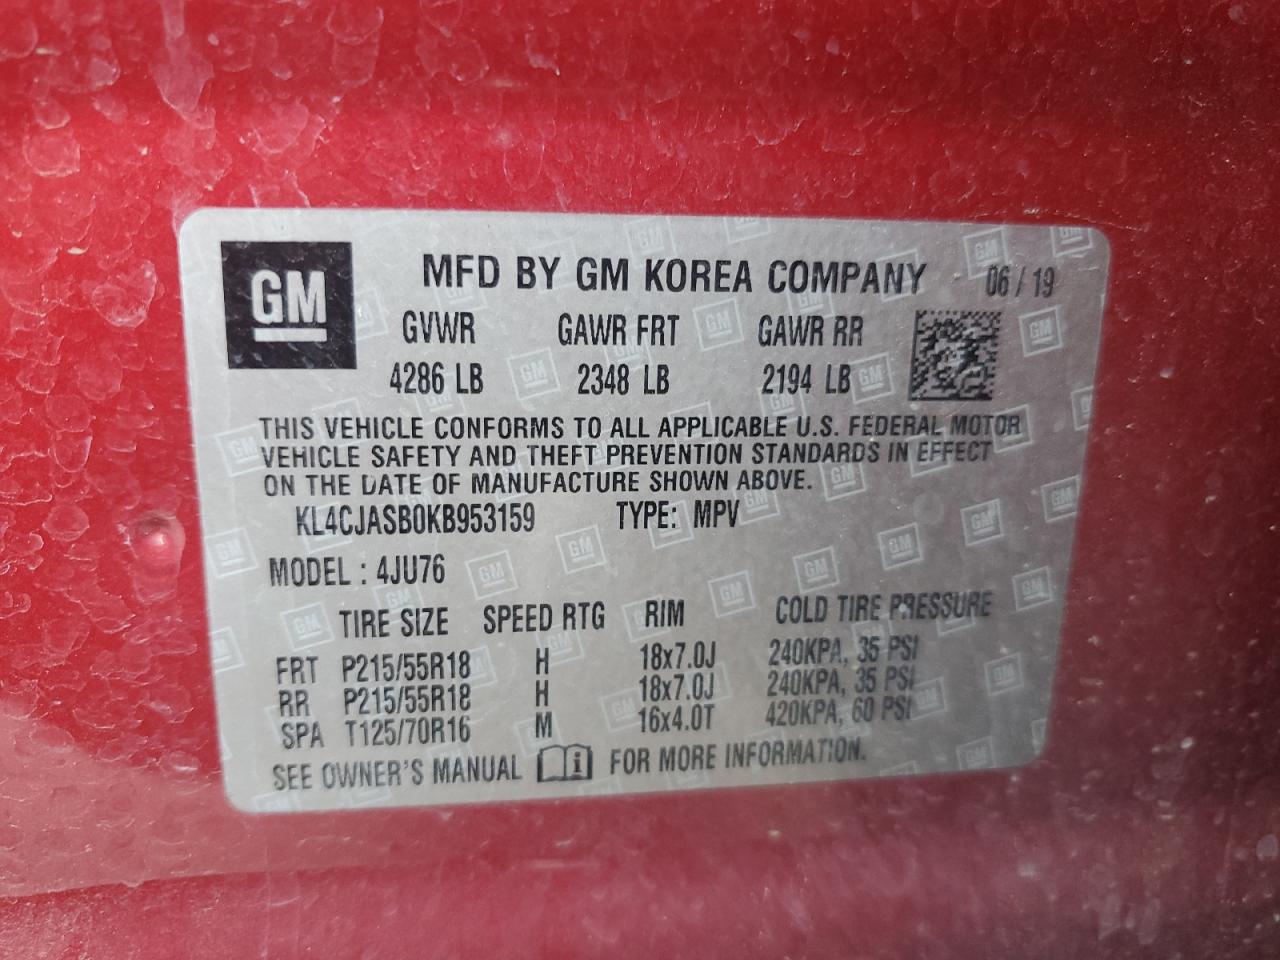 GM
MFD BY GM KOREA COMPANY 06/19
GVWR GAWR FRT GAWR RR
4286 LB 2348 LB 2194 LB
THIS VEHICLE CONFORMS TO ALL APPLICABLE U.S. FEDERAL MOTOR
VEHICLE SAFETY AND THEFT PREVENTION STANDARDS IN EFFECT
ON THE DATE OF MANUFACTURE SHOWN ABOVE.
KL4CJASB0KB953159 TYPE: MPV
MODEL : 4JU76
TIRE SIZE SPEED RTG RIM COLD TIRE PRESSURE
FRT P215/55R18 H 18x7.0J 240KPA, 35 PSI
RR P215/55R18 H 18x7.0J 240KPA, 35 PSI
SPA T125/70R16 M 16x4.0T 420KPA, 60 PSI
SEE OWNER'S MANUAL i FOR MORE INFORMATION.